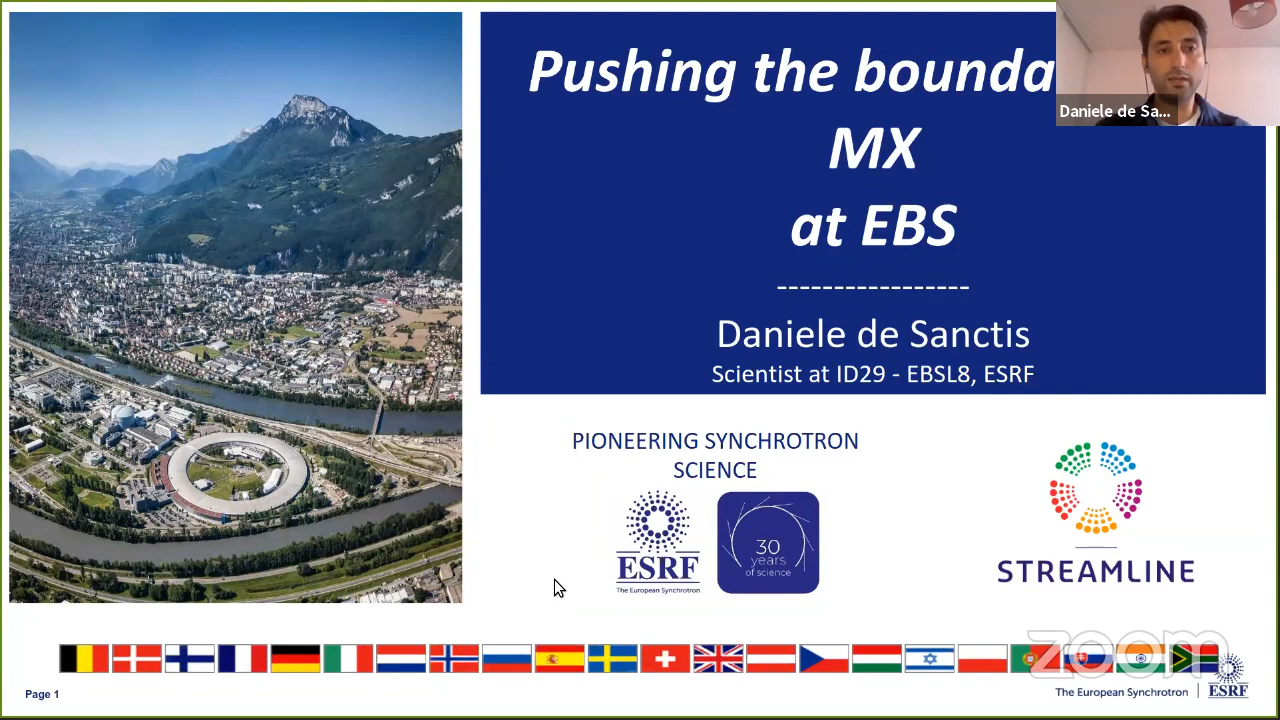 Pushing the bounda
MX
at EBS
-----------------
Daniele de Sanctis
Scientist at ID29 - EBSL8, ESRF
Daniele de Sa...
PIONEERING SYNCHROTRON
SCIENCE
ESRF
The European Synchrotron
30
years
of science
STREAMLINE
zoom
Page 1
The European Synchrotron
ESRF